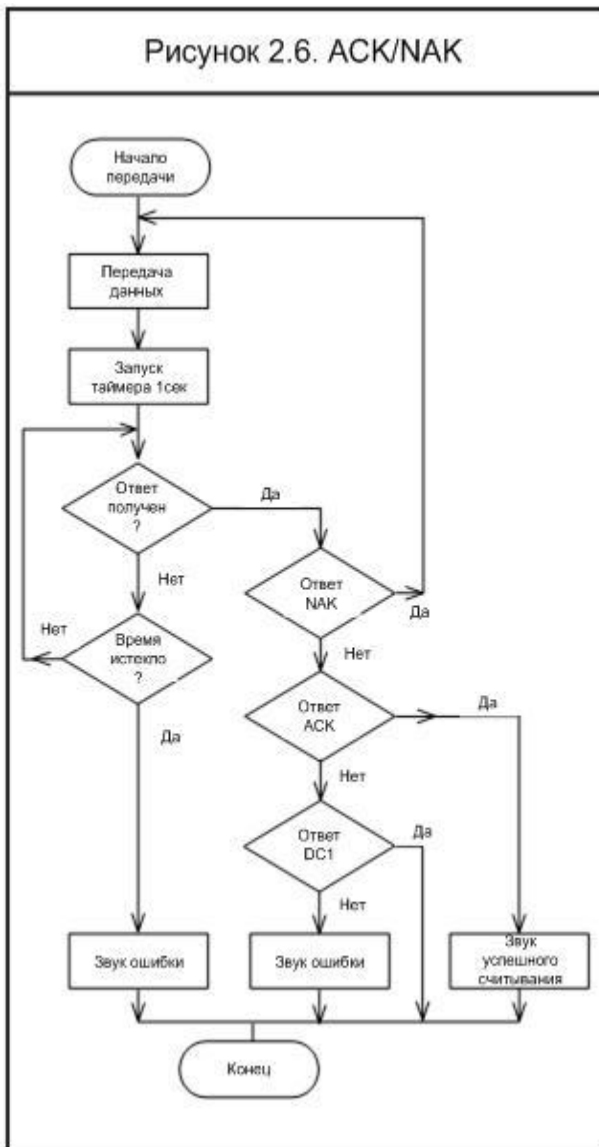 Рисунок 2.6. ACK/NAK
Начало
передачи
Передача
данных
Запуск
таймера 1сек
Ответ
получен
?
Да
Нет
Ответ
NAK
Да
Нет
Время
истекло
?
Нет
Да
Ответ
ACK
Да
Нет
Ответ
DC1
Да
Нет
Звук ошибки
Звук ошибки
Звук
успешного
считывания
Конец